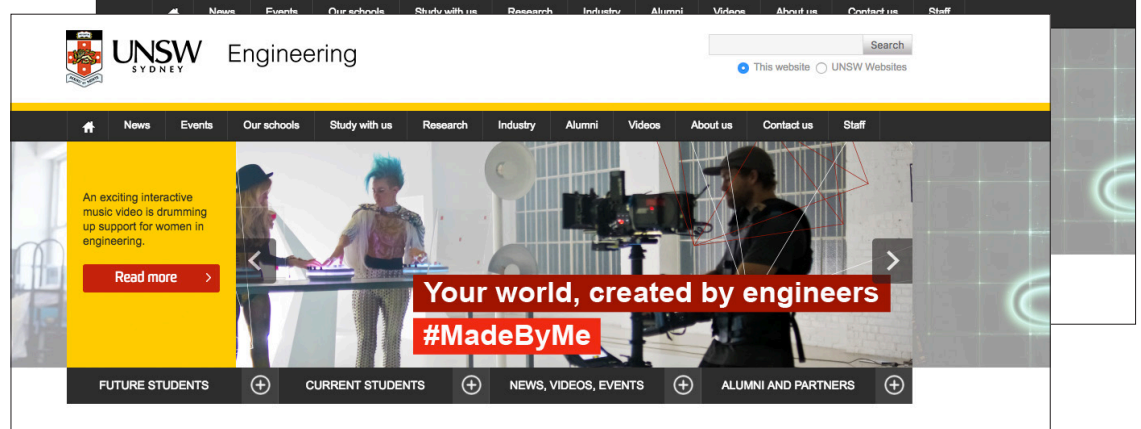 News Events Our schools Study with us Research Industry Alumni Videos About us Contact us Staff
UNSW
SYDNEY
Engineering
Search
This website UNSW Websites
News Events Our schools Study with us Research Industry Alumni Videos About us Contact us Staff
An exciting interactive
music video is drumming
up support for women in
engineering.
Read more
Your world, created by engineers
#MadeByMe
FUTURE STUDENTS CURRENT STUDENTS NEWS, VIDEOS, EVENTS ALUMNI AND PARTNERS